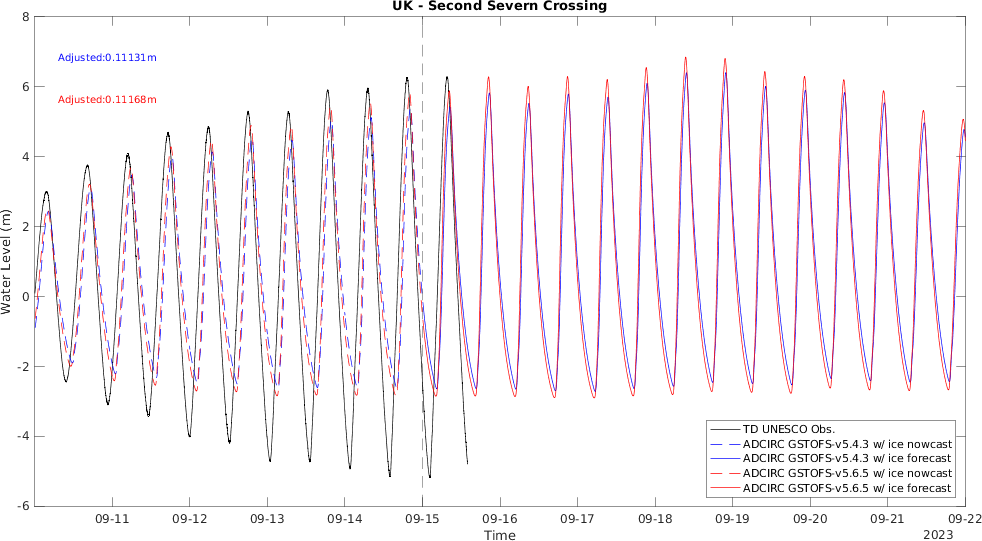 UK - Second Severn Crossing
8
6
4
2
0
-2
-4
-6
Water Level (m)
Adjusted:0.11131m
Adjusted:0.11168m
TD UNESCO Obs.
ADCIRC GSTOFS-v5.4.3 w/ ice nowcast
ADCIRC GSTOFS-v5.4.3 w/ ice forecast
ADCIRC GSTOFS-v5.6.5 w/ ice nowcast
ADCIRC GSTOFS-v5.6.5 w/ ice forecast
09-11 09-12 09-13 09-14 09-15 09-16 09-17 09-18 09-19 09-20 09-21 09-22
Time
2023